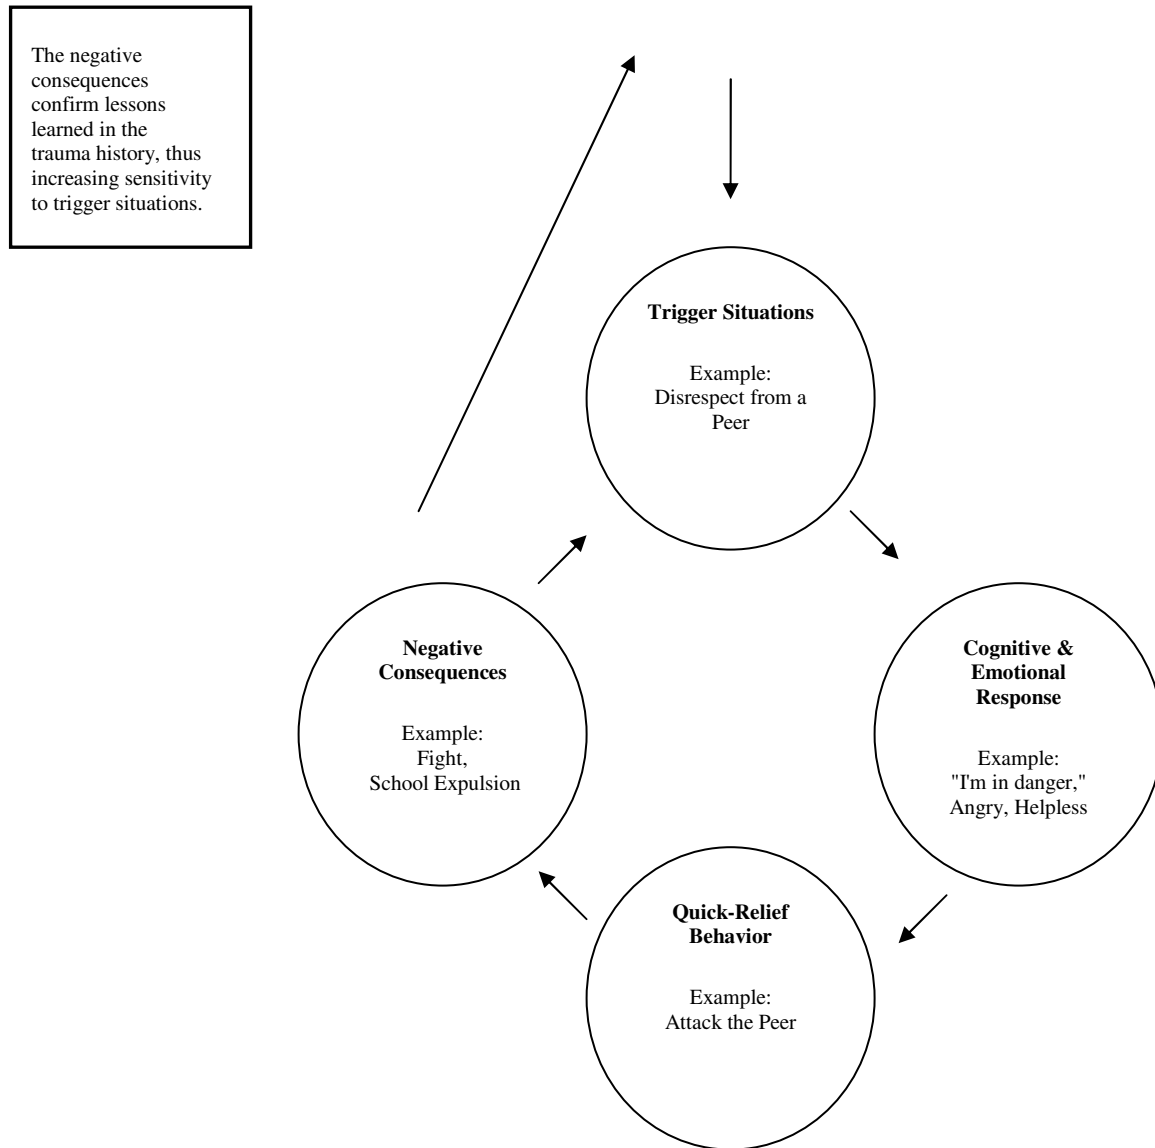 The negative
consequences
confirm lessons
learned in the
trauma history, thus
increasing sensitivity
to trigger situations.
Trigger Situations
Example:
Disrespect from a
Peer
Negative
Consequences
Example:
Fight,
School Expulsion
Cognitive &
Emotional
Response
Example:
"I'm in danger,"
Angry, Helpless
Quick-Relief
Behavior
Example:
Attack the Peer